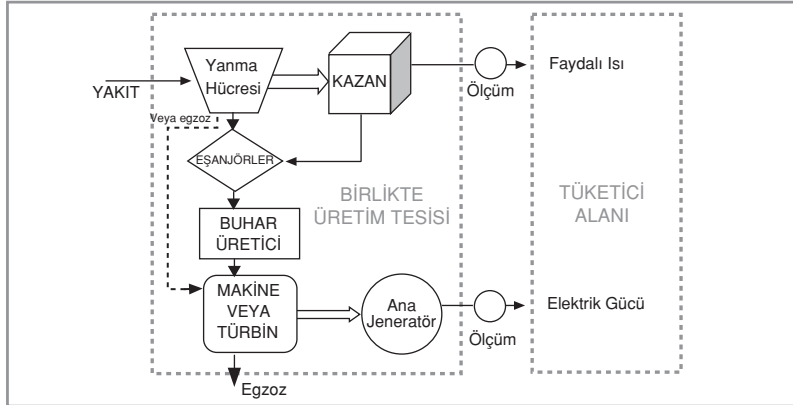 YAKIT
Yanma
Hücresi
KAZAN
Ölçüm
Faydalı Isı
Veya egzoz
EŞANJÖRLER
BİRLİKTE
ÜRETİM TESİSİ
TÜKETİCİ
ALANI
BUHAR
ÜRETİCİ
MAKİNE
VEYA
TÜRBİN
Ana
Jeneratör
Ölçüm
Elektrik Gücü
Egzoz